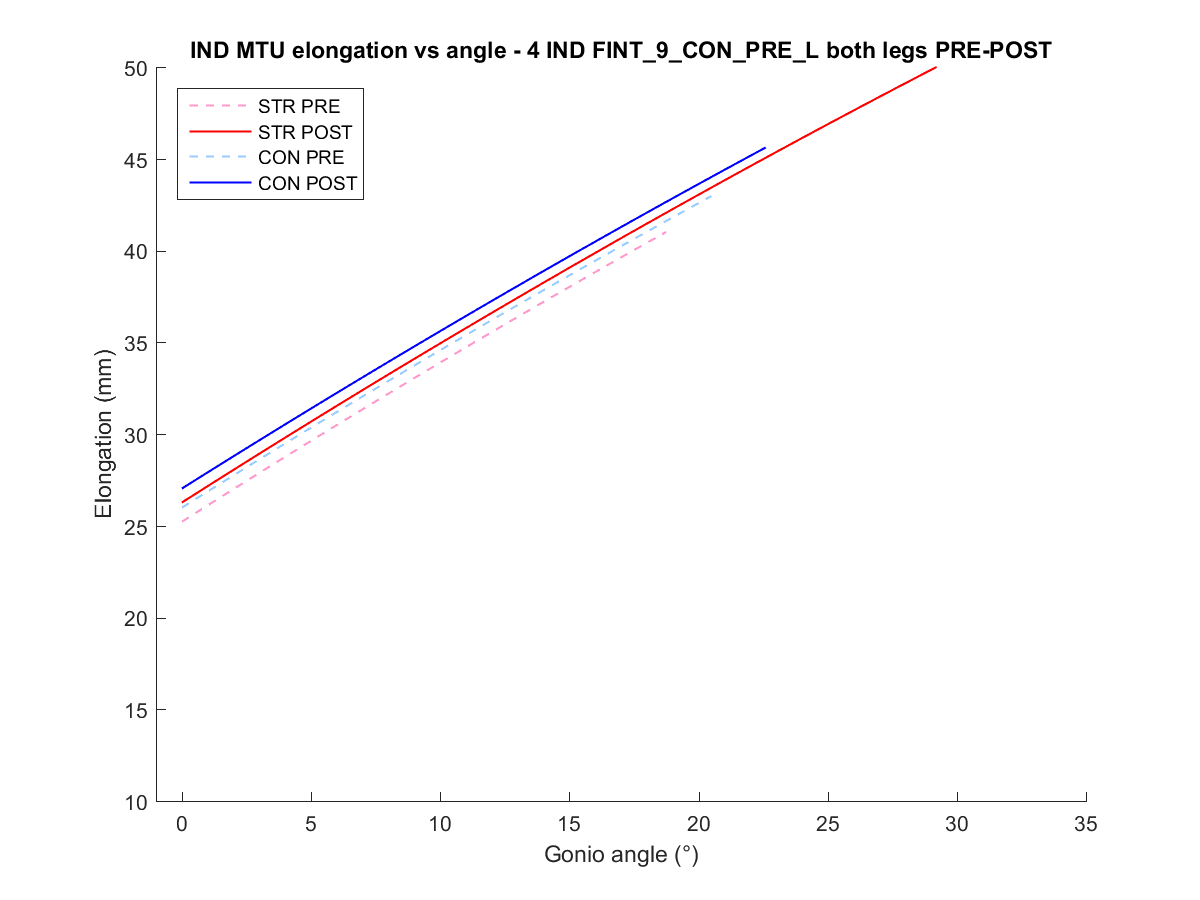 IND MTU elongation vs angle - 4 IND FINT_9_CON_PRE_L both legs PRE-POST
STR PRE
STR POST
CON PRE
CON POST
50
45
40
35
30
25
20
15
10
Elongation (mm)
0 5 10 15 20 25 30 35
Gonio angle (°)